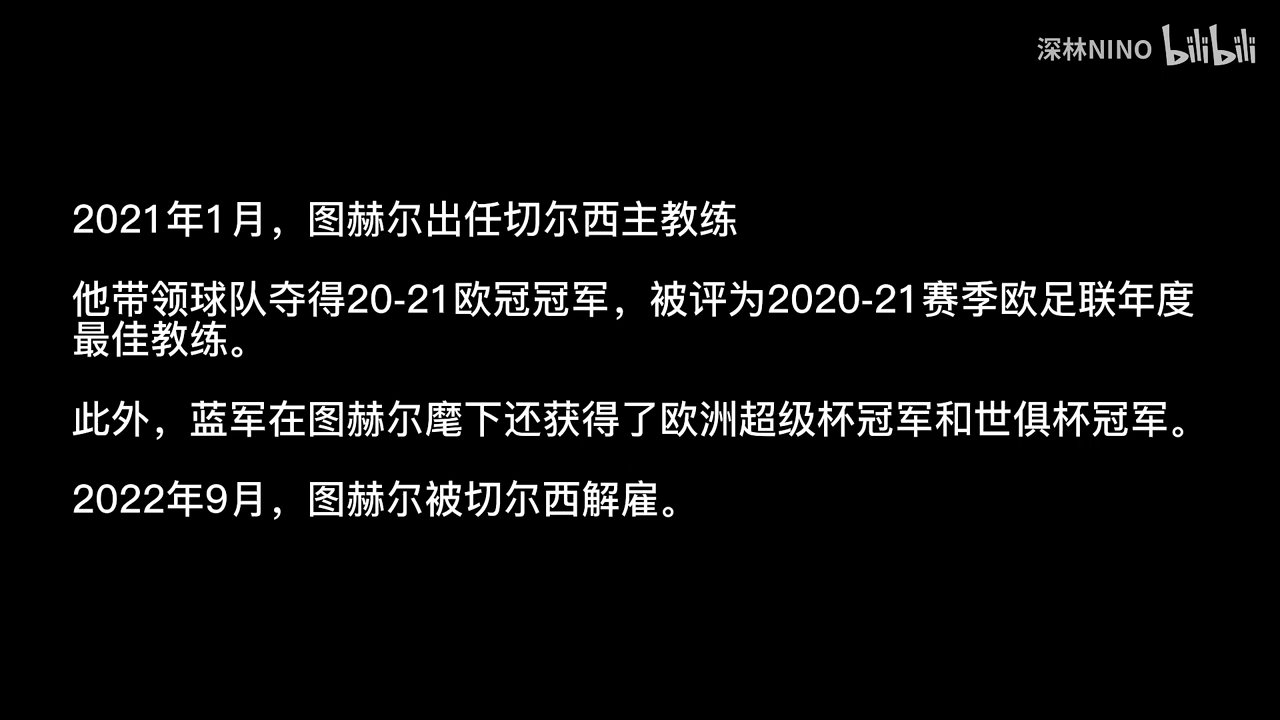 深林NINO bilibili
2021年1月，图赫尔出任切尔西主教练
他带领球队夺得20-21欧冠冠军，被评为2020-21赛季欧足联年度
最佳教练。
此外，蓝军在图赫尔麾下还获得了欧洲超级杯冠军和世俱杯冠军。
2022年9月，图赫尔被切尔西解雇。